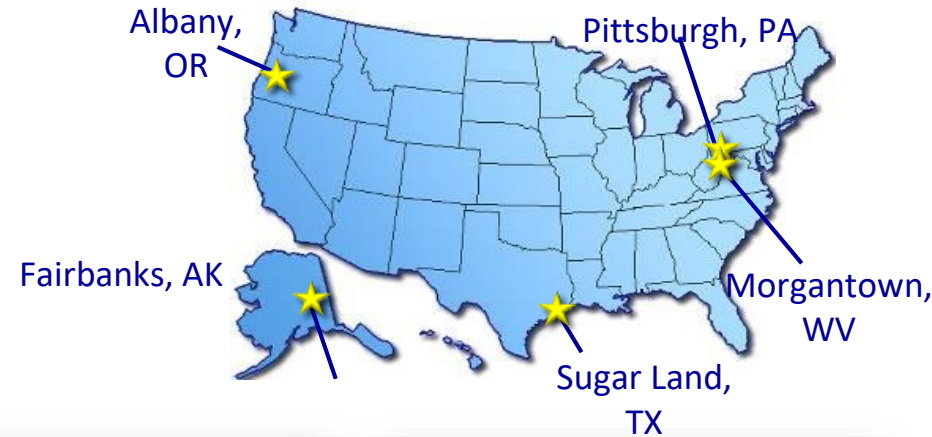 Albany,
OR
Pittsburgh, PA
Fairbanks, AK
Morgantown,
WV
Sugar Land,
TX